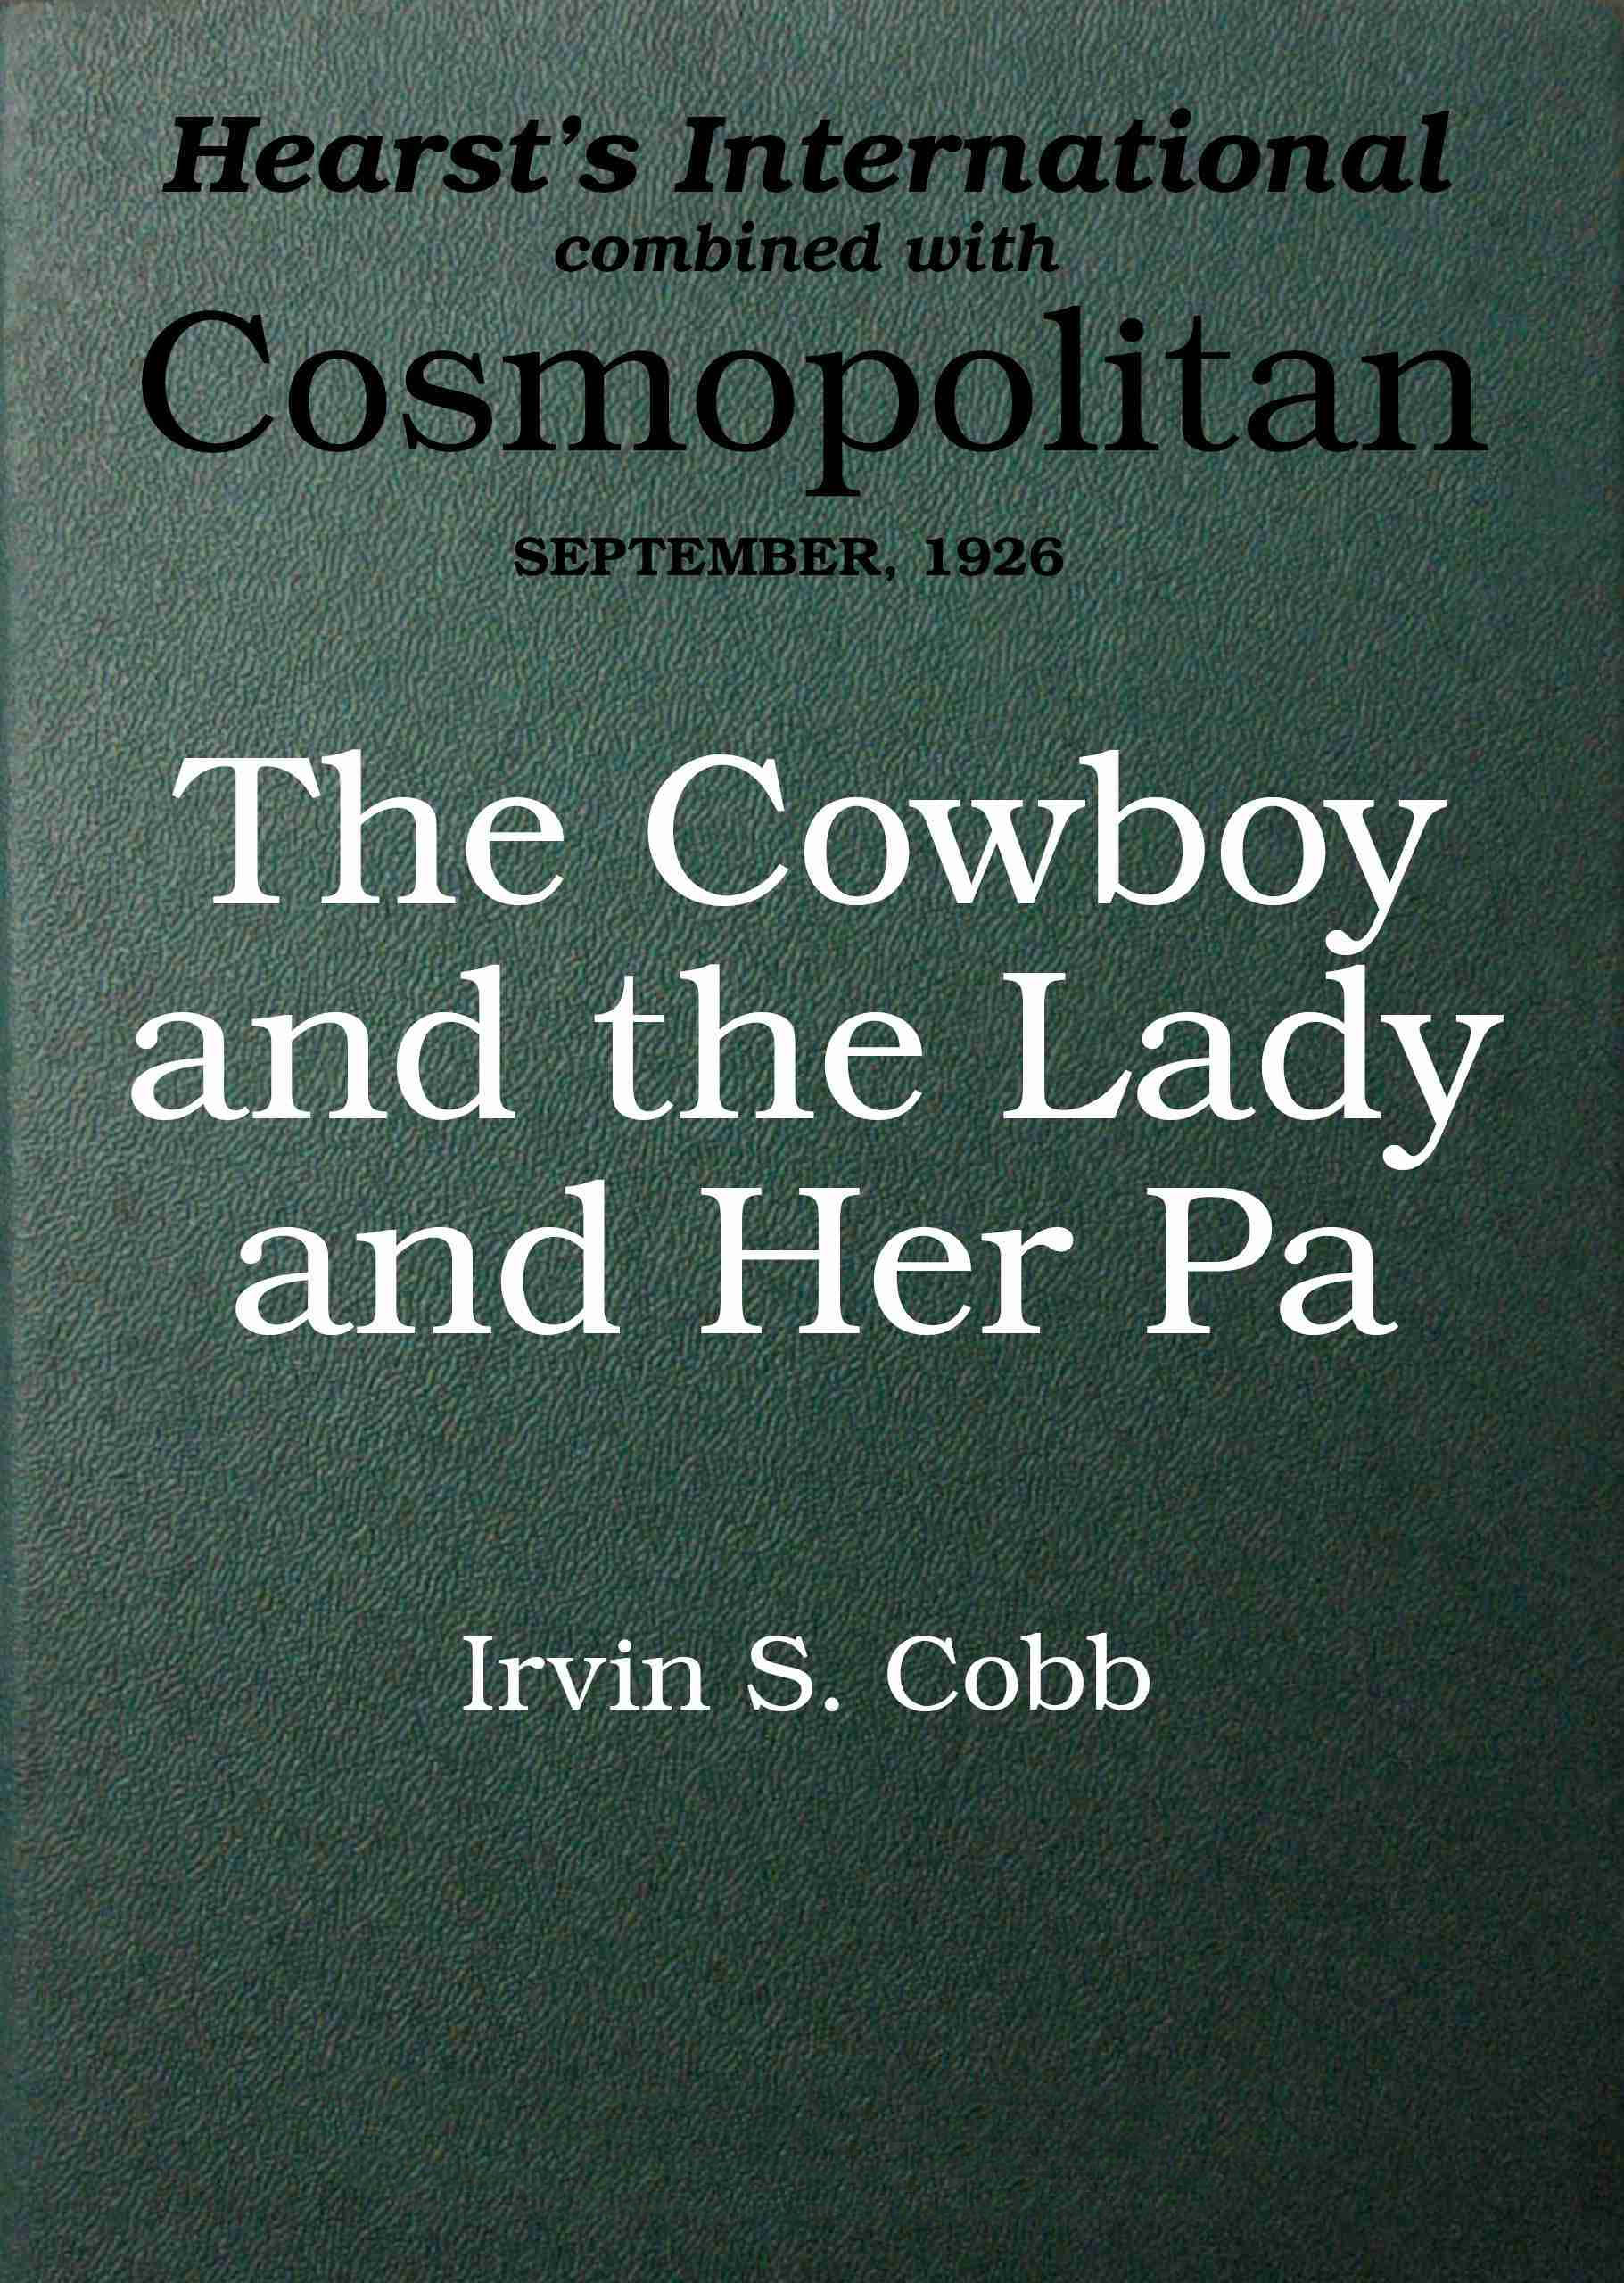 Hearst’s International
combined with
Cosmopolitan
SEPTEMBER, 1926
The Cowboy
and the Lady
and Her Pa
Irvin S. Cobb